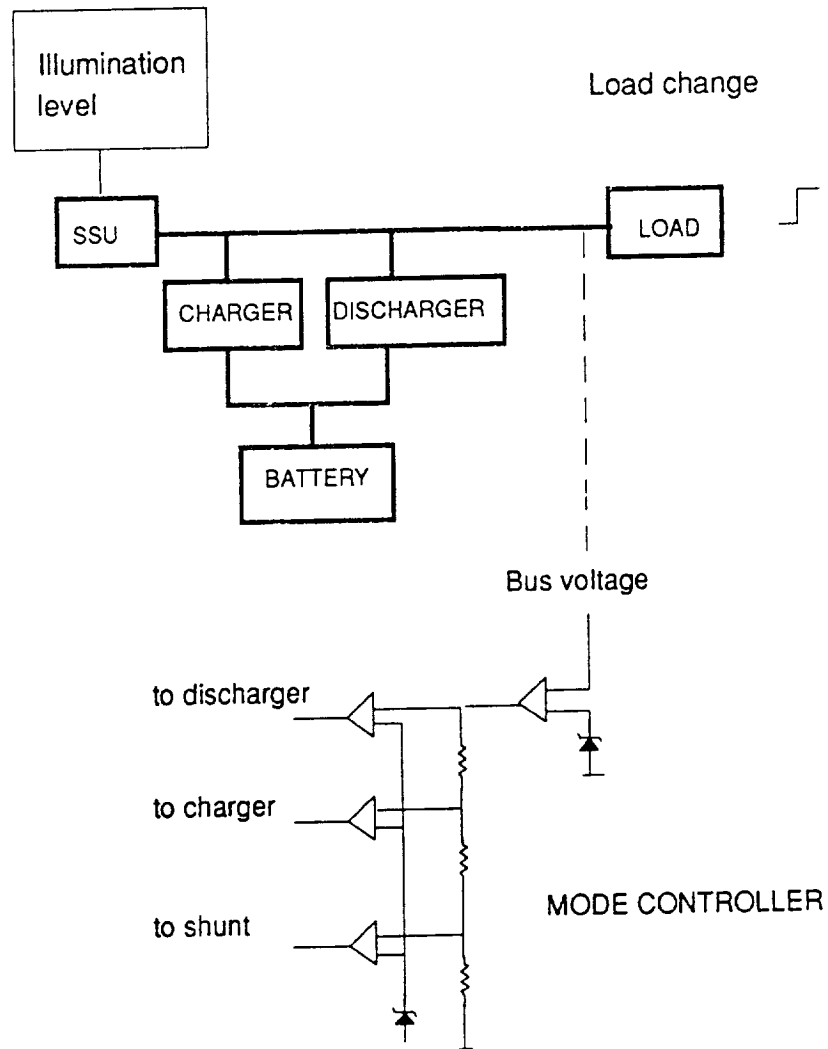 Illumination
level
Load change
SSU
LOAD
CHARGER
DISCHARGER
BATTERY
Bus voltage
to discharger
to charger
to shunt
MODE CONTROLLER